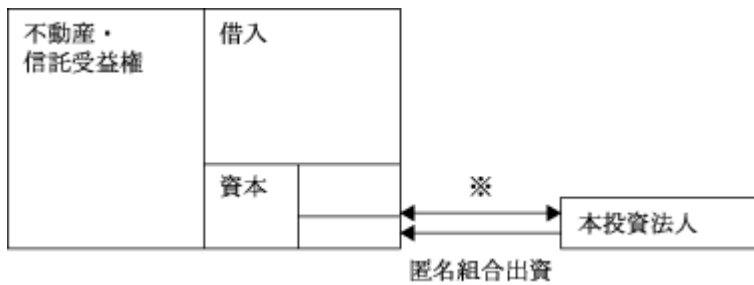 不動産・
信託受益権
借入
資本
※
本投資法人
匿名組合出資